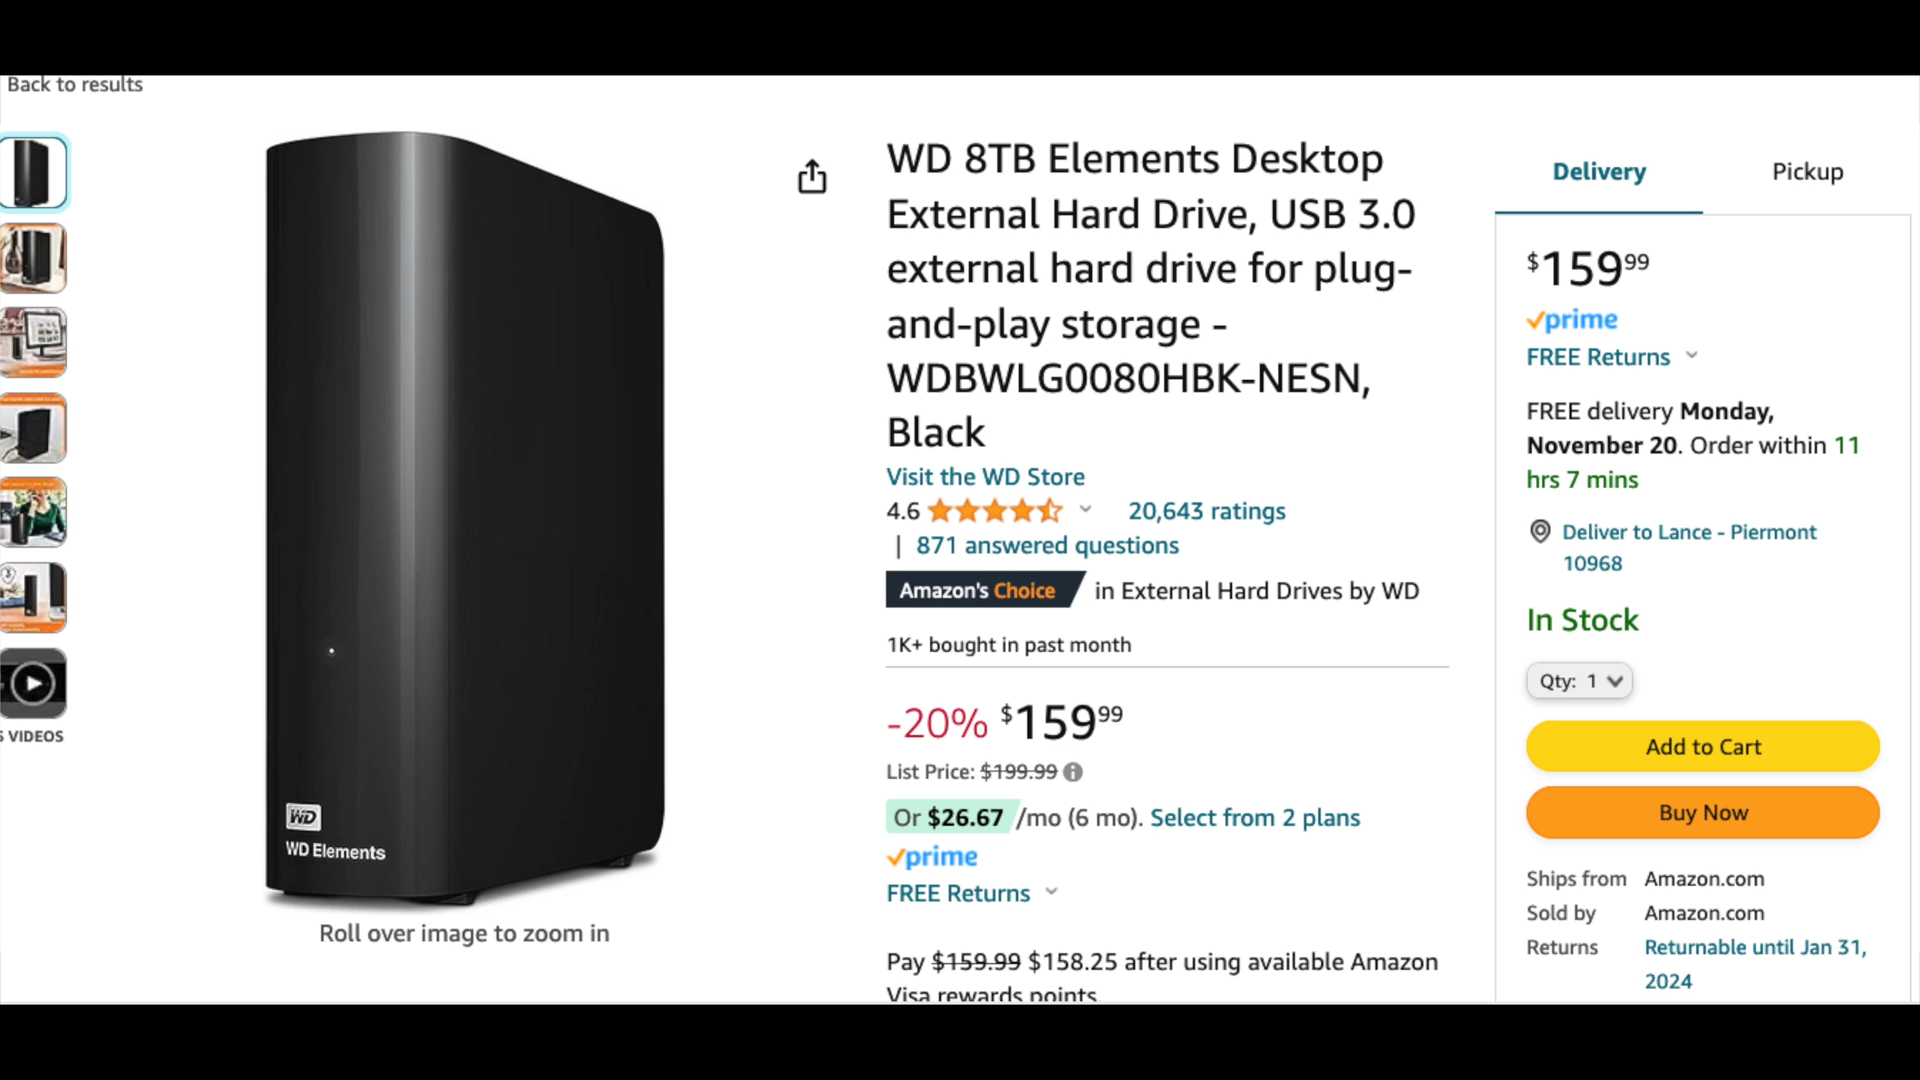 Back to results
WD
WD Elements
Roll over image to zoom in
VIDEOS
WD 8TB Elements Desktop
External Hard Drive, USB 3.0
external hard drive for plug-
and-play storage -
WDBWLG0080HBK-NESN,
Black
Visit the WD Store
4.6 20,643 ratings
| 871 answered questions
Amazon's Choice in External Hard Drives by WD
1K+ bought in past month
-20% $159.99
List Price: $199.99
Or $26.67 /mo (6 mo). Select from 2 plans
prime
FREE Returns
Pay $159.99 $158.25 after using available Amazon
Visa rewards points
Delivery Pickup
$159.99
prime
FREE Returns
FREE delivery Monday,
November 20. Order within 11
hrs 7 mins
Deliver to Lance - Piermont
10968
In Stock
Qty: 1
Add to Cart
Buy Now
Ships from Amazon.com
Sold by Amazon.com
Returns Returnable until Jan 31,
2024